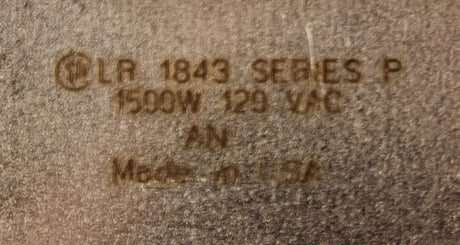 LR 1843 SERIES P
1500W 120 VAC
AN
Made in USA